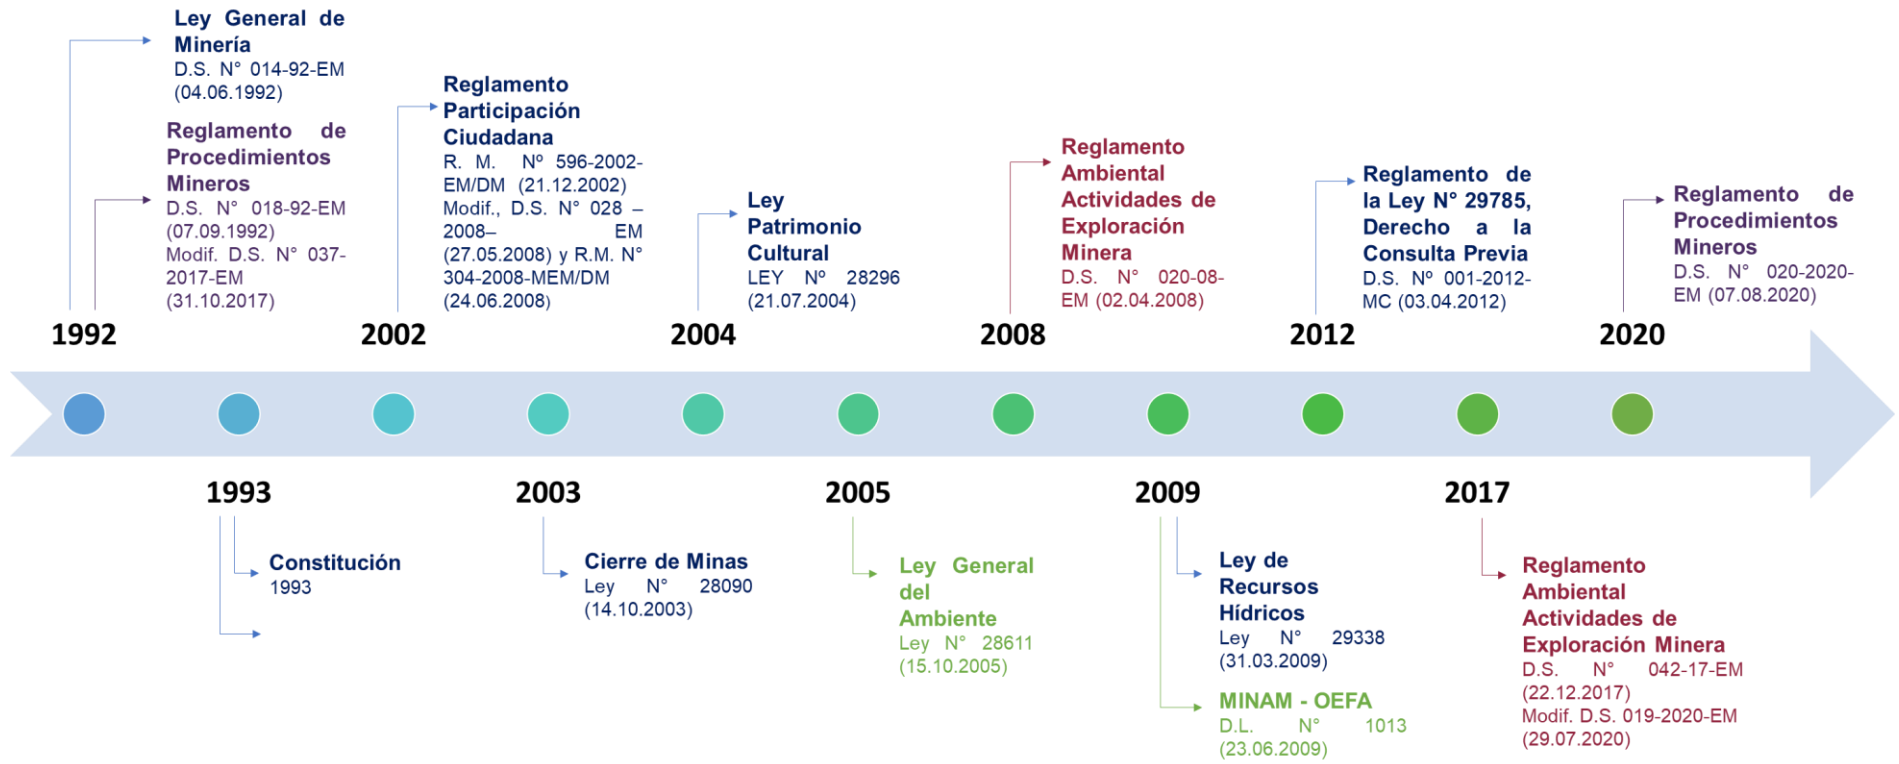 Ley General de
Minería
D.S. N° 014-92-EM
(04.06.1992)
Reglamento de
Procedimientos
Mineros
D.S. N° 018-92-EM
(07.09.1992)
Modif. D.S. N° 037-
2017-EM
(31.10.2017)
Reglamento
Participación
Ciudadana
R. M. Nº 596-2002-
EM/DM (21.12.2002)
Modif., D.S. N° 028 –
2008– EM
(27.05.2008) y R.M. N°
304-2008-MEM/DM
(24.06.2008)
Ley
Patrimonio
Cultural
LEY Nº 28296
(21.07.2004)
Reglamento
Ambiental
Actividades de
Exploración
Minera
D.S. N° 020-08-
EM (02.04.2008)
Reglamento de
la Ley N° 29785,
Derecho a la
Consulta Previa
D.S. Nº 001-2012-
MC (03.04.2012)
Reglamento de
Procedimientos
Mineros
D.S. N° 020-2020-
EM (07.08.2020)
1992
2002
2004
2008
2012
2020
1993
2003
2005
2009
2017
Constitución
1993
Cierre de Minas
Ley N° 28090
(14.10.2003)
Ley General
del
Ambiente
Ley N° 28611
(15.10.2005)
Ley de
Recursos
Hídricos
Ley N° 29338
(31.03.2009)
MINAM - OEFA
D.L. N° 1013
(23.06.2009)
Reglamento
Ambiental
Actividades de
Exploración Minera
D.S. N° 042-17-EM
(22.12.2017)
Modif. D.S. 019-2020-EM
(29.07.2020)